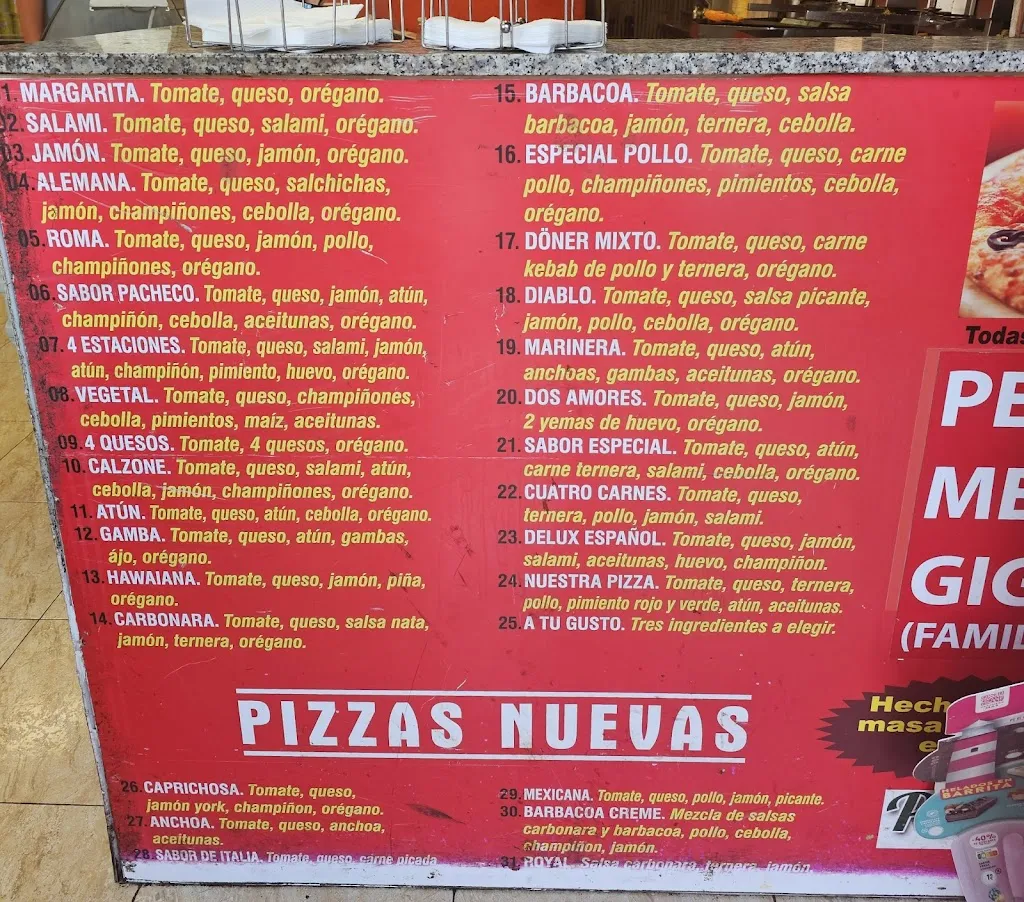 1. MARGARITA. Tomate, queso, orégano.
02. SALAMI. Tomate, queso, salami, orégano.
03. JAMÓN. Tomate, queso, jamón, orégano.
04. ALEMANA. Tomate, queso, salchichas,
jamón, champiñones, cebolla, orégano.
05. ROMA. Tomate, queso, jamón, pollo,
champiñones, orégano.
06. SABOR PACHECO. Tomate, queso, jamón, atún,
champiñón, cebolla, aceitunas, orégano.
07. 4 ESTACIONES. Tomate, queso, salami, jamón,
atún, champiñón, pimiento, huevo, orégano.
08. VEGETAL. Tomate, queso, champiñones,
cebolla, pimientos, maíz, aceitunas.
09. 4 QUESOS. Tomate, 4 quesos, orégano.
10. CALZONE. Tomate, queso, salami, atún,
cebolla, jamón, champiñones, orégano.
11. ATÚN. Tomate, queso, atún, cebolla, orégano.
12. GAMBA. Tomate, queso, atún, gambas,
ájo, orégano.
13. HAWAIANA. Tomate, queso, jamón, piña,
orégano.
14. CARBONARA. Tomate, queso, salsa nata,
jamón, ternera, orégano.
15. BARBACOA. Tomate, queso, salsa
barbacoa, jamón, ternera, cebolla.
16. ESPECIAL POLLO. Tomate, queso, carne
pollo, champiñones, pimientos, cebolla,
orégano.
17. DÖNER MIXTO. Tomate, queso, carne
kebab de pollo y ternera, orégano.
18. DIABLO. Tomate, queso, salsa picante,
jamón, pollo, cebolla, orégano.
19. MARINERA. Tomate, queso, atún,
anchoas, gambas, aceitunas, orégano.
20. DOS AMORES. Tomate, queso, jamón,
2 yemas de huevo, orégano.
21. SABOR ESPECIAL. Tomate, queso, atún,
carne ternera, salami, cebolla, orégano.
22. CUATRO CARNES. Tomate, queso,
ternera, pollo, jamón, salami.
23. DELUX ESPAÑOL. Tomate, queso, jamón,
salami, aceitunas, huevo, champiñon.
24. NUESTRA PIZZA. Tomate, queso, ternera,
pollo, pimiento rojo y verde, atún, aceitunas.
25. A TU GUSTO. Tres ingredientes a elegir.
PIZZAS NUEVAS
26. CAPRICHOSA. Tomate, queso,
jamón york, champiñon, orégano.
27. ANCHOA. Tomate, queso, anchoa,
aceitunas.
28. SABOR DE ITALIA. Tomate, queso, carne picada
29. MEXICANA. Tomate, queso, pollo, jamón, picante.
30. BARBACOA CREME. Mezcla de salsas
carbonara y barbacoa, pollo, cebolla,
champiñon, jamón.
31. ROYAL. Salsa carbonara, ternera, jamón,
Todas
PE
ME
GIG
(FAMIL
Hech
masa
e
HELADOS EN
BARRITA
-40%